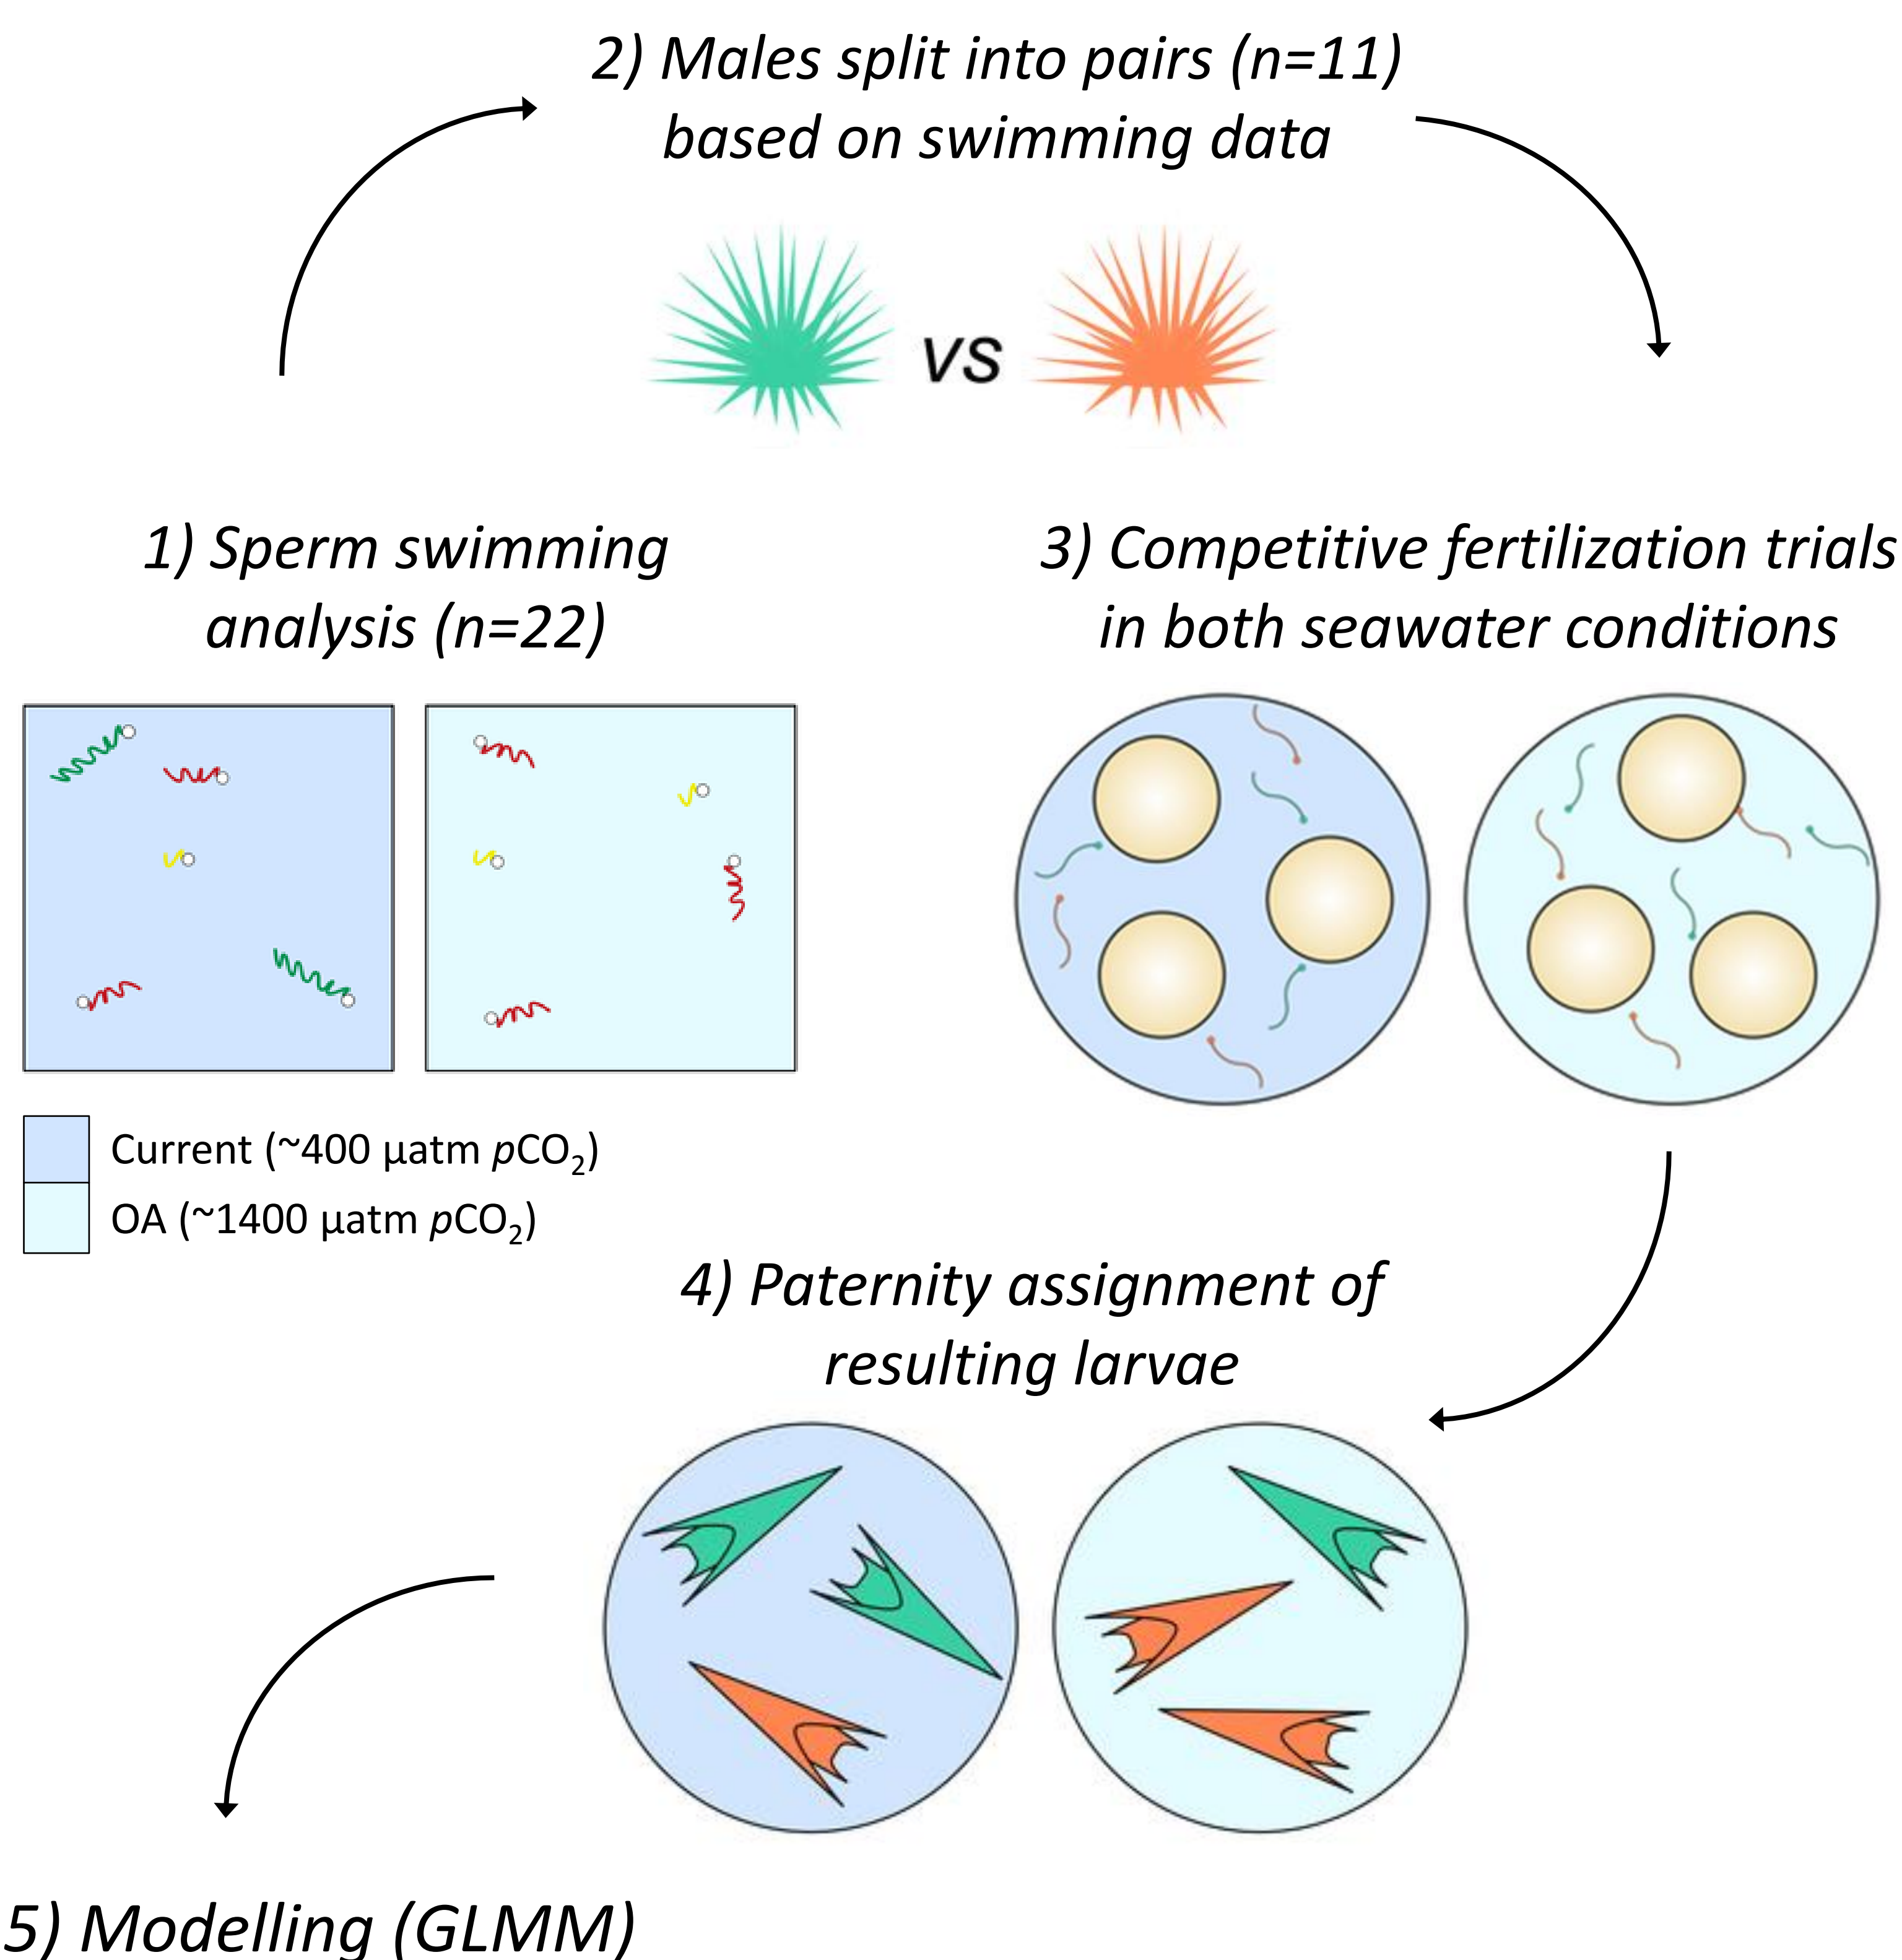 2) Males split into pairs (n=11)
based on swimming data
vs
1) Sperm swimming
analysis (n=22)
3) Competitive fertilization trials
in both seawater conditions
Current (~400 µatm pCO₂)
OA (~1400 µatm pCO₂)
4) Paternity assignment of
resulting larvae
5) Modelling (GLMM)